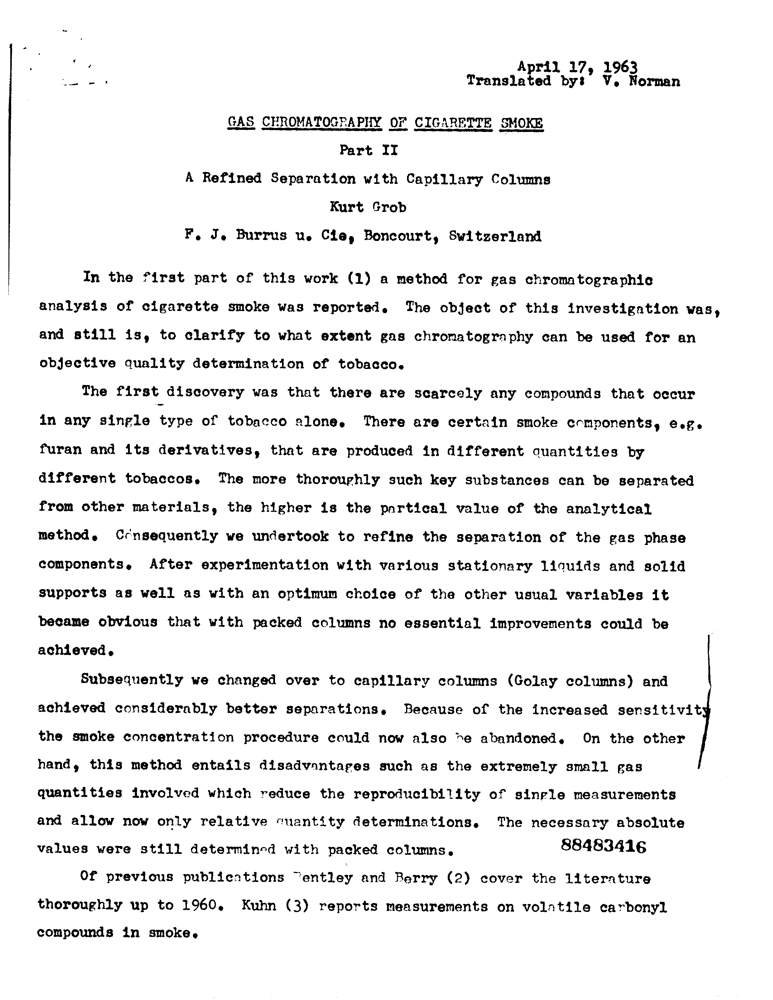 April 17, 1963
Translated by: V. Norman
GAS CHROMATOGRAPHY OF CIGARETTE SMOKE
Part II
A Refined Separation with Capillary Columns
Kurt Grob
F. J. Burrus u. Cie, Boncourt, Switzerland
In the first part of this work (1) a method for gas chromatographic
analysis of cigarette smoke was reported. The object of this investigation was,
and still is, to clarify to what extent gas chromatography can be used for an
objective quality determination of tobacco.
The first discovery was that there are scarcely any compounds that occur
in any single type of tobacco alone. There are certain smoke components, e.g.
furan and its derivatives, that are produced in different quantities by
different tobaccos. The more thoroughly such key substances can be separated
from other materials, the higher is the partical value of the analytical
method. Consequently we undertook to refine the separation of the gas phase
components. After experimentation with various stationary liquids and solid
supports as well as with an optimum choice of the other usual variables it
became obvious that with packed columns no essential improvements could be
achieved.
Subsequently we changed over to capillary columns (Golay columns) and
achieved considerably better separations. Because of the increased sensitivity
the smoke concentration procedure could now also be abandoned. On the other
hand, this method entails disadvantages such as the extremely small gas
quantities involved which reduce the reproducibility of single measurements
and allow now only relative quantity determinations. The necessary absolute
values were still determined with packed columns.
88483416
Of previous publications Bentley and Berry (2) cover the literature
thoroughly up to 1960. Kuhn (3) reports measurements on volatile carbonyl
compounds in smoke.